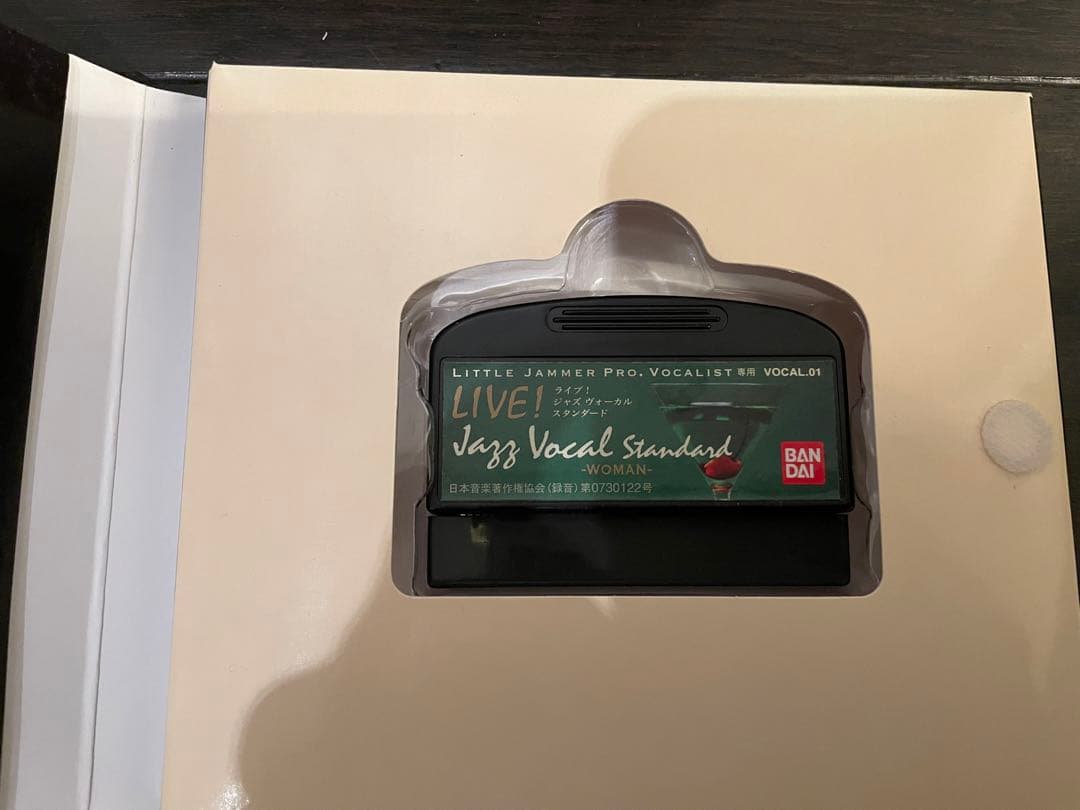 LITTLE JAMMER PRO. VOCALIST 専用 VOCAL.01
LIVE!
ライブ!
ジャズ ヴォーカル
スタンダード
Jazz Vocal Standard
-WOMAN-
BAN
DAI
日本音楽著作権協会(録音)第0730122号